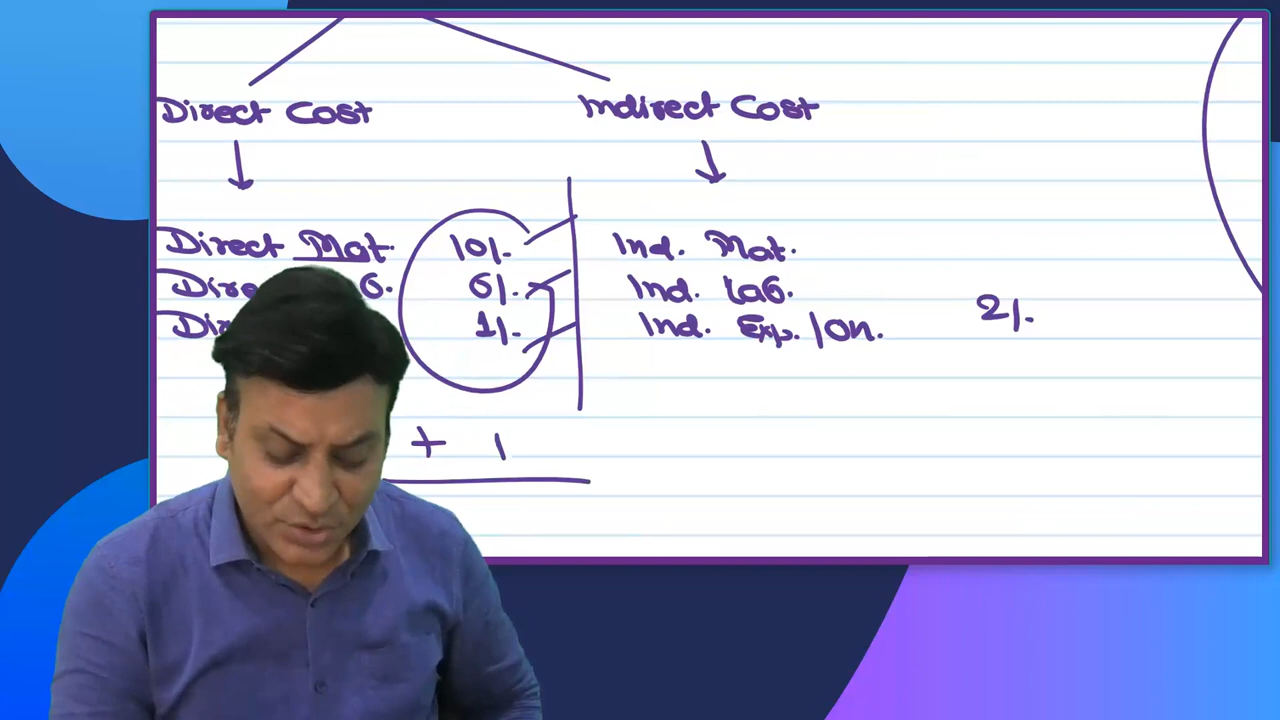 Direct Cost Indirect Cost
Direct Mat. 10/- Ind. Mat.
6/- Ind. Lab.
1/- Ind. Exp./OH. 2/-
+ 1